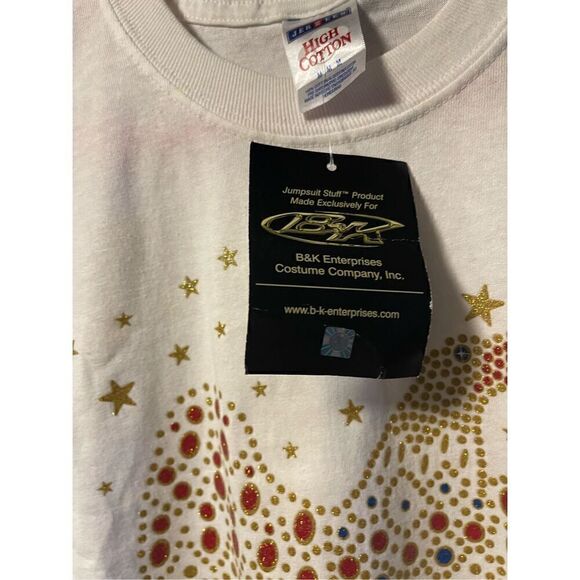 JERZEES
HIGH
COTTON
M M M
Jumpsuit Stuff™ Product
Made Exclusively For
B&K
B&K Enterprises
Costume Company, Inc.
www.b-k-enterprises.com